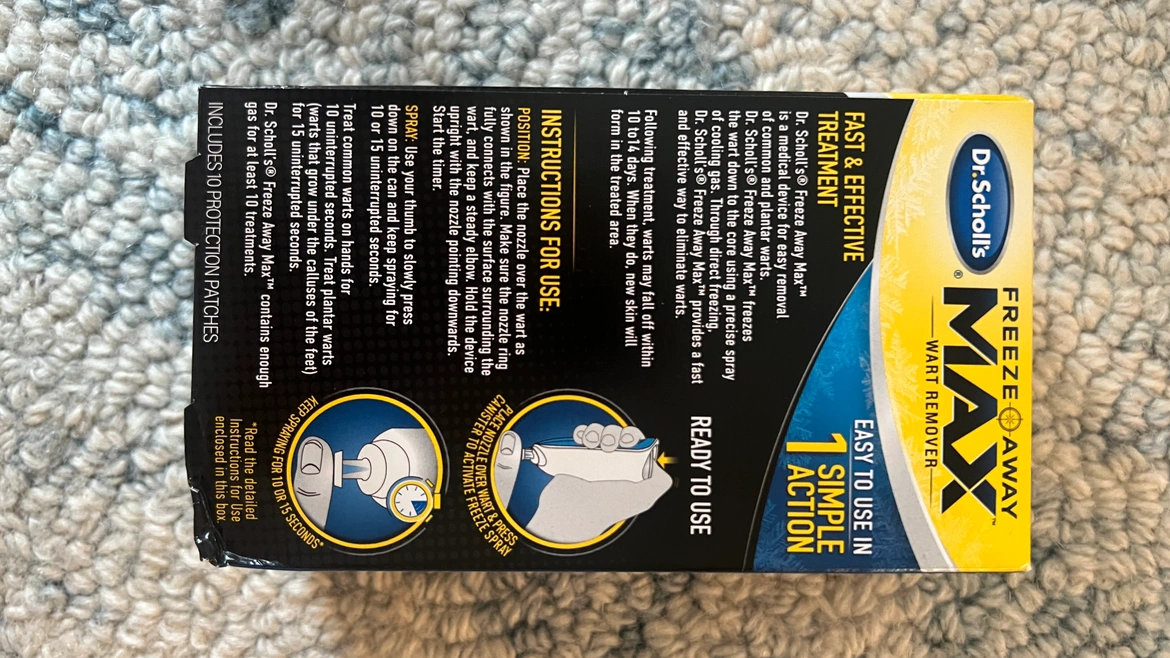 Dr. Scholl's®
FREEZE AWAY
MAX™
WART REMOVER
EASY TO USE IN
1 SIMPLE
ACTION
FAST & EFFECTIVE
TREATMENT
Dr. Scholl's® Freeze Away Max™
is a medical device for easy removal
of common and plantar warts.
Dr. Scholl's® Freeze Away Max™ freezes
the wart down to the core using a precise spray
of cooling gas. Through direct freezing,
Dr. Scholl's® Freeze Away Max™ provides a fast
and effective way to eliminate warts.
Following treatment, warts may fall off within
10 to14 days. When they do, new skin will
form in the treated area.
INSTRUCTIONS FOR USE:
POSITION: Place the nozzle over the wart as
shown in the figure. Make sure the nozzle ring
fully connects with the surface surrounding the
wart, and keep a steady elbow. Hold the device
upright with the nozzle pointing downwards.
Start the timer.
SPRAY: Use your thumb to slowly press
down on the can and keep spraying for
10 or 15 uninterrupted seconds.
Treat common warts on hands for
10 uninterrupted seconds. Treat plantar warts
(warts that grow under the calluses of the feet)
for 15 uninterrupted seconds.
Dr. Scholl's® Freeze Away Max™ contains enough
gas for at least 10 treatments.
INCLUDES 10 PROTECTION PATCHES
READY TO USE
PLACE NOZZLE OVER WART & PRESS
CANISTER TO ACTIVATE FREEZE SPRAY
KEEP SPRAYING FOR 10 OR 15 SECONDS*
*Read the detailed
Instructions for Use
enclosed in this box.